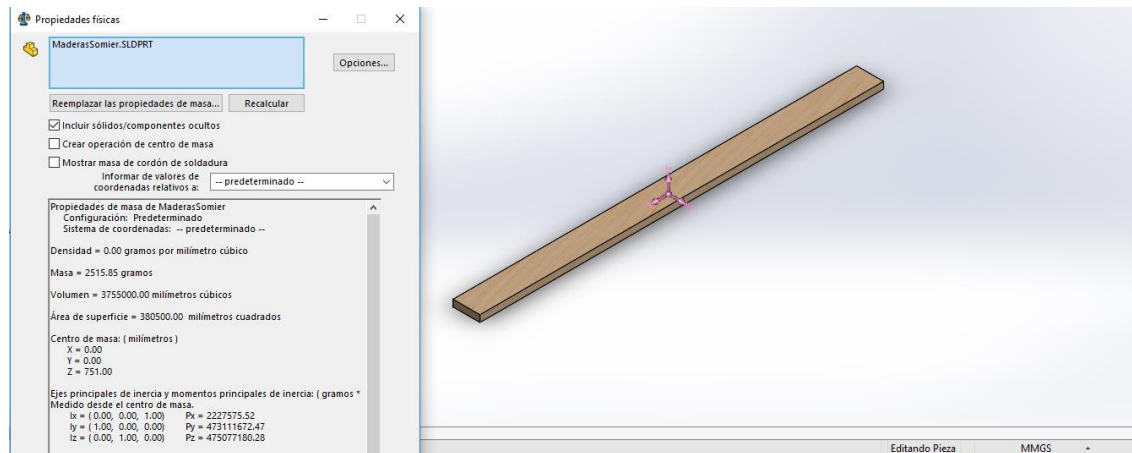 Propiedades físicas
MaderasSomier.SLDPRT
Opciones...
Reemplazar las propiedades de masa...
Recalcular
Incluir sólidos/componentes ocultos
Crear operación de centro de masa
Mostrar masa de cordón de soldadura
Informar de valores de
coordenadas relativos a:
-- predeterminado --
Propiedades de masa de MaderasSomier
Configuración: Predeterminado
Sistema de coordenadas: -- predeterminado --
Densidad = 0.00 gramos por milímetro cúbico
Masa = 2515.85 gramos
Volumen = 3755000.00 milímetros cúbicos
Área de superficie = 380500.00 milímetros cuadrados
Centro de masa: ( milímetros )
X = 0.00
Y = 0.00
Z = 751.00
Ejes principales de inercia y momentos principales de inercia: ( gramos *
Medido desde el centro de masa.
Ix = ( 0.00, 0.00, 1.00) Px = 2227575.52
Iy = ( 1.00, 0.00, 0.00) Py = 473111672.47
Iz = ( 0.00, 1.00, 0.00) Pz = 475077180.28
Editando Pieza
MMGS